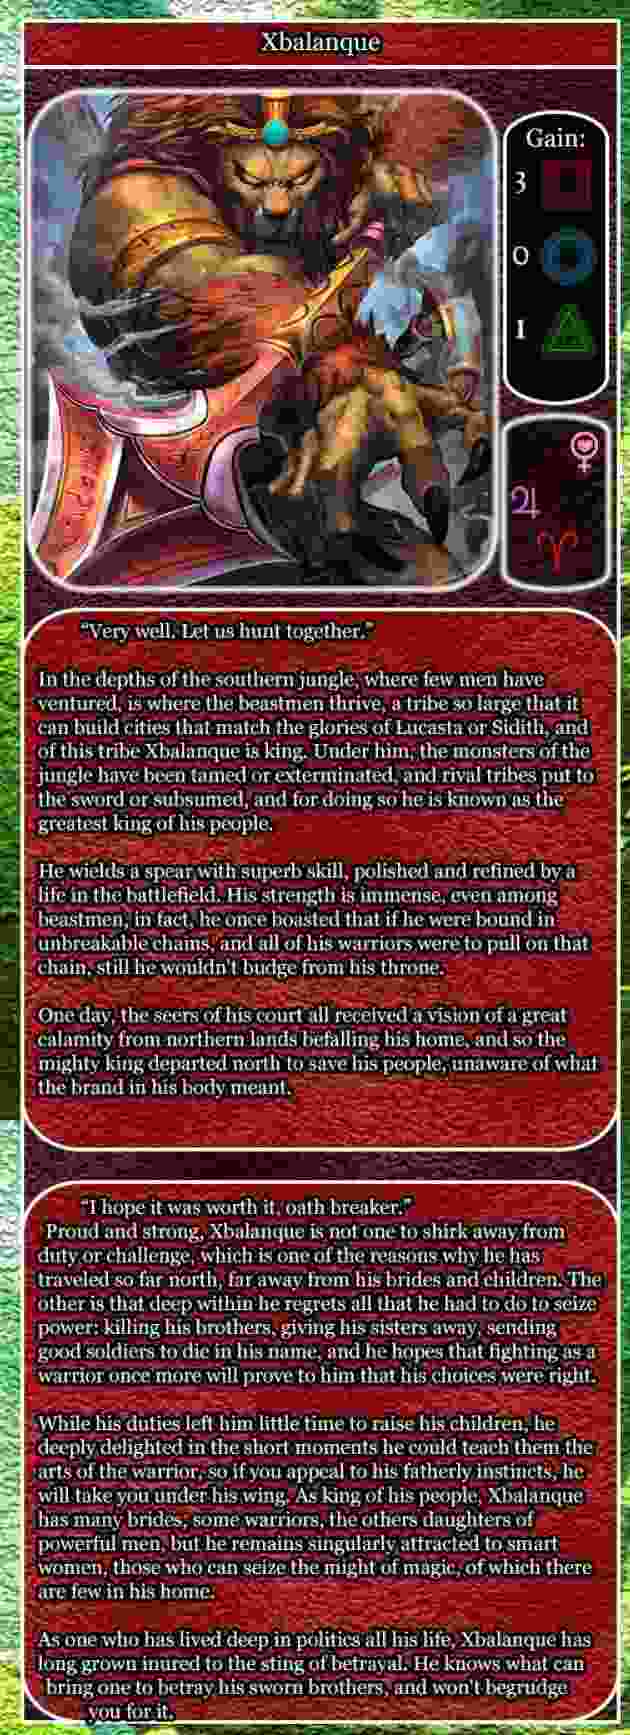 Xbalanque
Gain:
3
0
1
“Very well. Let us hunt together.”
In the depths of the southern jungle, where few men have
ventured, is where the beastmen thrive, a tribe so large that it
can build cities that match the glories of Lucasta or Sidith, and
of this tribe Xbalanque is king. Under him, the monsters of the
jungle have been tamed or exterminated, and rival tribes put to
the sword or subsumed, and for doing so he is known as the
greatest king of his people.
He wields a spear with superb skill, polished and refined by a
life in the battlefield. His strength is immense, even among
beastmen, in fact, he once boasted that if he were bound in
unbreakable chains, and all of his warriors were to pull on that
chain, still he wouldn't budge from his throne.
One day, the seers of his court all received a vision of a great
calamity from northern lands befalling his home, and so the
mighty king departed north to save his people, unaware of what
the brand in his body meant.
“I hope it was worth it, oath breaker.”
Proud and strong, Xbalanque is not one to shirk away from
duty or challenge, which is one of the reasons why he has
traveled so far north, far away from his brides and children. The
other is that deep within he regrets all that he had to do to seize
power: killing his brothers, giving his sisters away, sending
good soldiers to die in his name, and he hopes that fighting as a
warrior once more will prove to him that his choices were right.
While his duties left him little time to raise his children, he
deeply delighted in the short moments he could teach them the
arts of the warrior, so if you appeal to his fatherly instincts, he
will take you under his wing. As king of his people, Xbalanque
has many brides, some warriors, the others daughters of
powerful men, but he remains singularly attracted to smart
women, those who can seize the might of magic, of which there
are few in his home.
As one who has lived deep in politics all his life, Xbalanque has
long grown inured to the sting of betrayal. He knows what can
bring one to betray his sworn brothers, and won't begrudge
you for it.